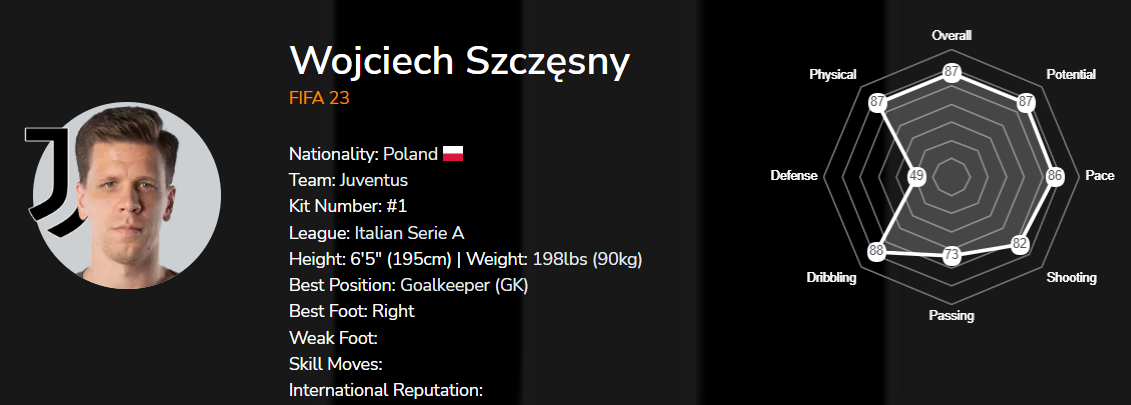 Wojciech Szczęsny
FIFA 23
Nationality: Poland
Team: Juventus
Kit Number: #1
League: Italian Serie A
Height: 6'5" (195cm) | Weight: 198lbs (90kg)
Best Position: Goalkeeper (GK)
Best Foot: Right
Weak Foot:
Skill Moves:
International Reputation:
Overall
87
Potential
87
Pace
86
Shooting
82
Passing
73
Dribbling
88
Defense
49
Physical
87